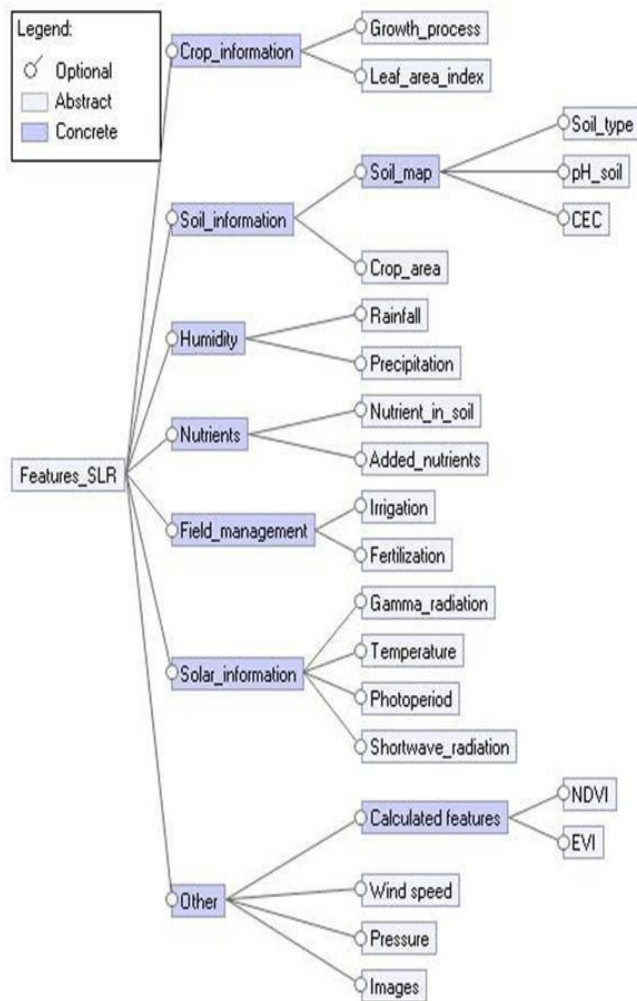 Legend:
Optional
Abstract
Concrete
Features_SLR
Crop_information
Growth_process
Leaf_area_index
Soil_information
Soil_map
Soil_type
pH_soil
CEC
Crop_area
Humidity
Rainfall
Precipitation
Nutrients
Nutrient_in_soil
Added_nutrients
Field_management
Irrigation
Fertilization
Solar_information
Gamma_radiation
Temperature
Photoperiod
Shortwave_radiation
Other
Calculated features
NDVI
EVI
Wind speed
Pressure
Images